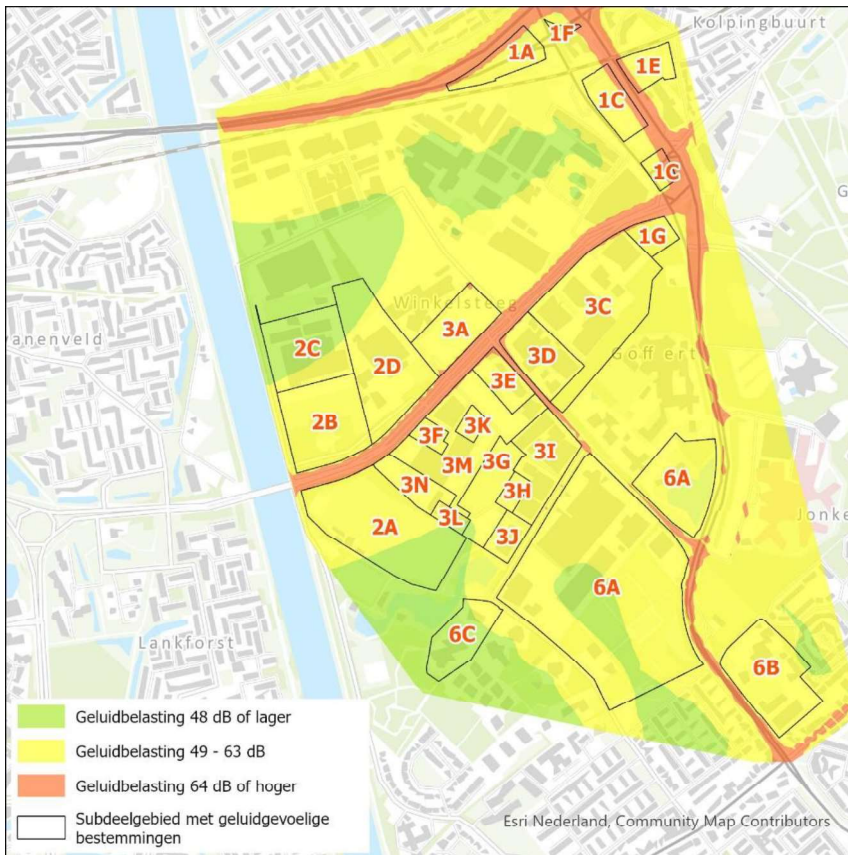 Kolpingbuurt
1F
1A
1E
1C
1C
1G
Winkelsteeg
3C
3A
2C
anenveld
3D
Goffert
2D
3E
2B
3K
3F
3I
3G
3M
6A
3N
3H
3L
Jonke
2A
3J
6A
6C
Lankforst
6B
Geluidbelasting 48 dB of lager
Geluidbelasting 49 - 63 dB
Geluidbelasting 64 dB of hoger
Subdeelgebied met geluidgevoelige
bestemmingen
Esri Nederland, Community Map Contributors